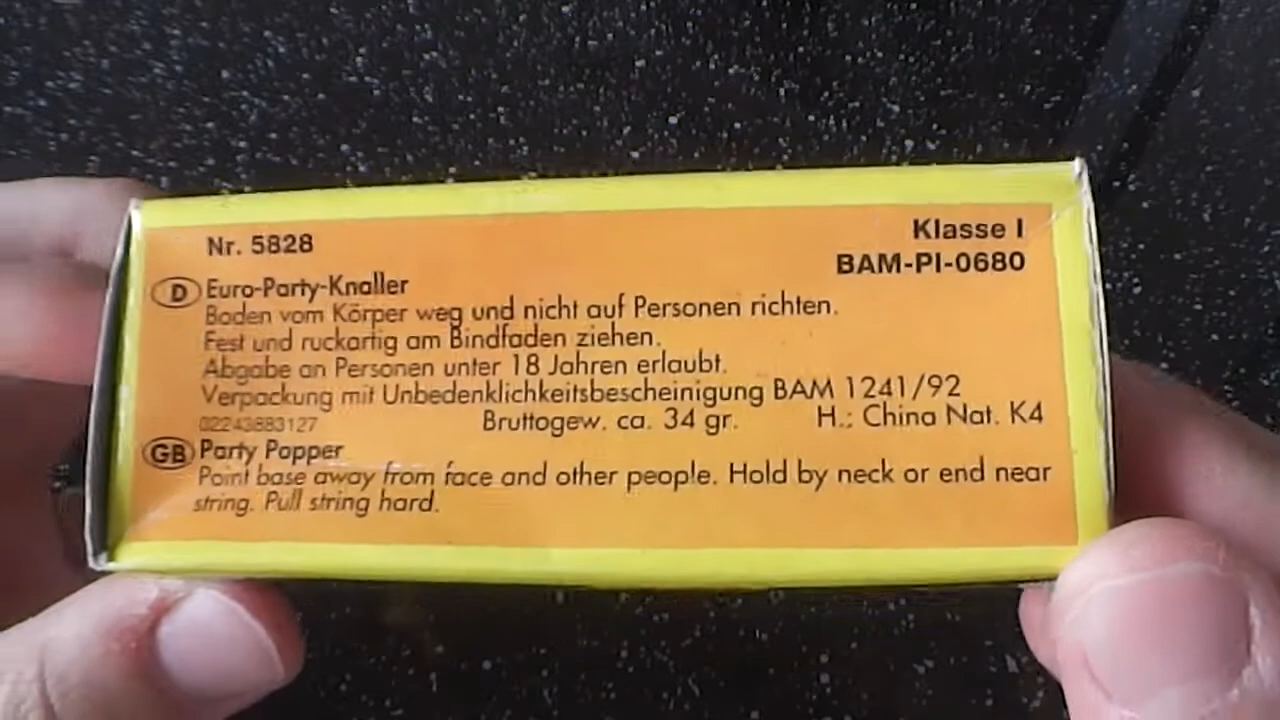 Nr. 5828
Klasse I
BAM-PI-0680
D Euro-Party-Knaller
Boden vom Körper weg und nicht auf Personen richten.
Fest und ruckartig am Bindfaden ziehen.
Abgabe an Personen unter 18 Jahren erlaubt.
Verpackung mit Unbedenklichkeitsbescheinigung BAM 1241/92
02243883127 Bruttogew. ca. 34 gr. H.: China Nat. K4
GB Party Popper
Point base away from face and other people. Hold by neck or end near
string. Pull string hard.